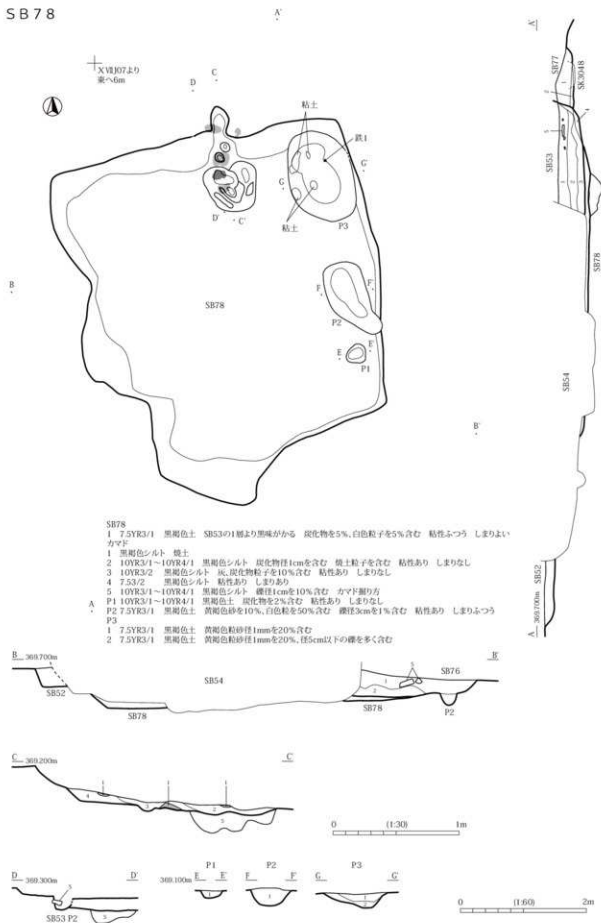 SB78
A'
XⅦJ07より
東へ6m
C
D
粘土
鉄1
G'
G
D'
C'
粘土
P3
B
SB78
F
F'
P2
E
E'
P1
B'
A'
SB77
SK3048
SB53
SB78
SB54
SB52
A 369.700m
SB78
1 7.5YR3/1 黒褐色土 SB53の1層より黒味がかる 炭化物を5%、白色粒子を5%含む 粘性ふつう しまりよい
カマド
1 黒褐色シルト 焼土
2 10YR3/1~10YR4/1 黒褐色シルト 炭化物径1cmを含む 焼土粒子を含む 粘性あり しまりなし
3 10YR3/2 黒褐色シルト 灰、炭化物粒子を10%含む 粘性あり しまりなし
4 7.53/2 黒褐色シルト 粘性あり しまりあり
5 10YR3/1~10YR4/1 黒褐色シルト 礫径1cmを10%含む カマド掘り方
P1 10YR3/1~10YR4/1 黒褐色土 炭化物を2%含む 粘性あり しまりなし
P2 7.5YR3/1 黒褐色土 黄褐色砂を10%、白色粒を50%含む 礫径3cmを1%含む 粘性あり しまりふつう
P3
1 7.5YR3/1 黒褐色土 黄褐色粒砂径1mmを20%含む
2 7.5YR3/1 黒褐色土 黄褐色粒砂径1mmを20%、径5cm以下の礫を多く含む
A
B 369.700m
B'
SB52
SB54
SB76
SB78
SB78
P2
C 369.200m
C'
0 (1:30) 1m
D 369.300m
D'
SB53 P2
P1
P2
P3
369.100m
E E'
F F'
G G'
0 (1:60) 2m